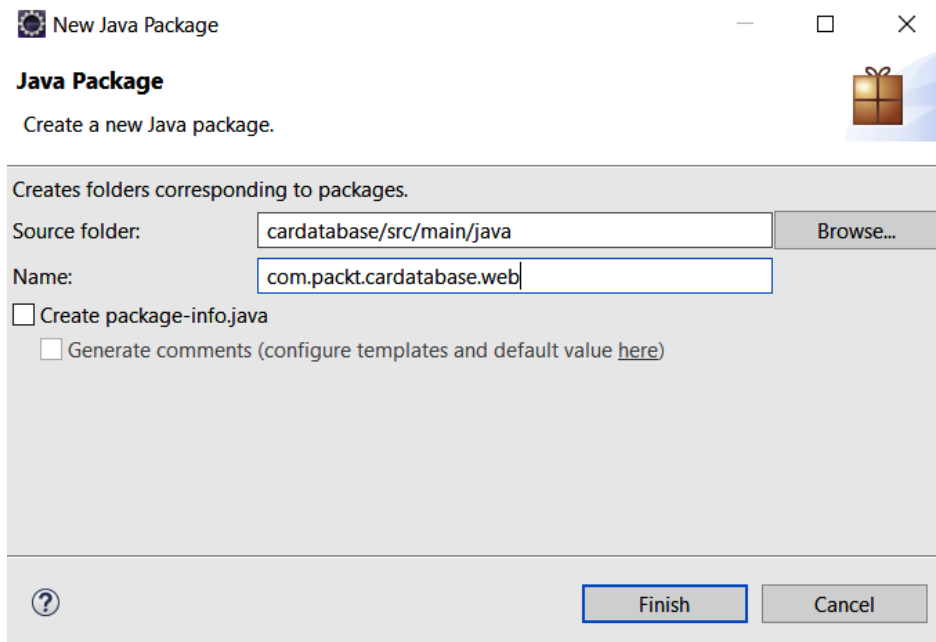 New Java Package
Java Package
Create a new Java package.
Creates folders corresponding to packages.
Source folder: cardatabase/src/main/java Browse...
Name: com.packt.cardatabase.web
Create package-info.java
Generate comments (configure templates and default value here)
? Finish Cancel